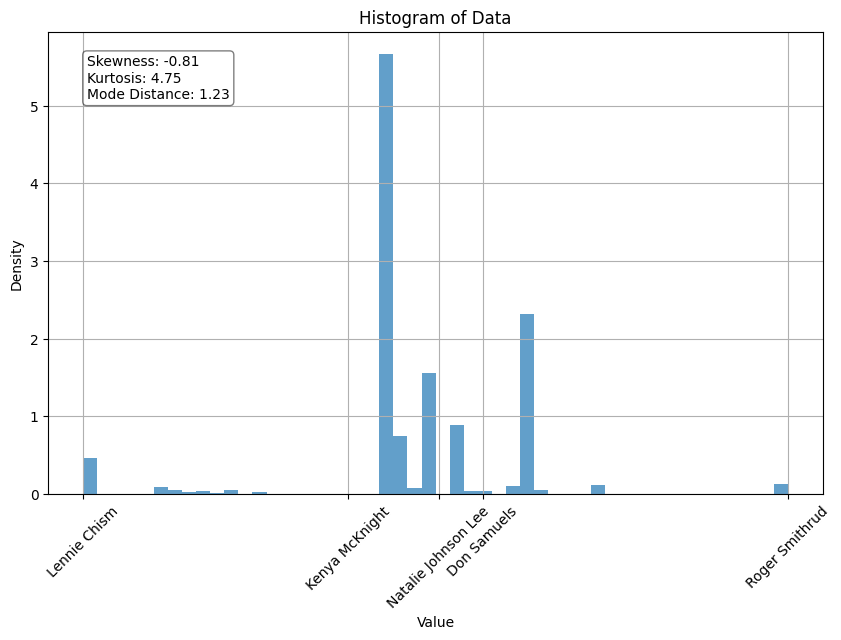 Histogram of Data
Skewness: -0.81
Kurtosis: 4.75
Mode Distance: 1.23
5
4
3
2
1
0
Density
Lennie Chism
Kenya McKnight
Natalie Johnson Lee
Don Samuels
Roger Smithrud
Value